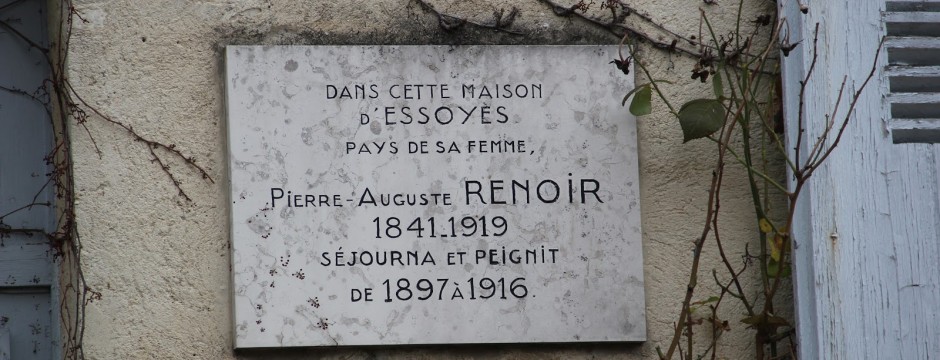 DANS CETTE MAISON
D'ESSOYES
PAYS DE SA FEMME,
PIERRE-AUGUSTE RENOIR
1841-1919
SÉJOURNA ET PEIGNIT
DE 1897 À 1916.